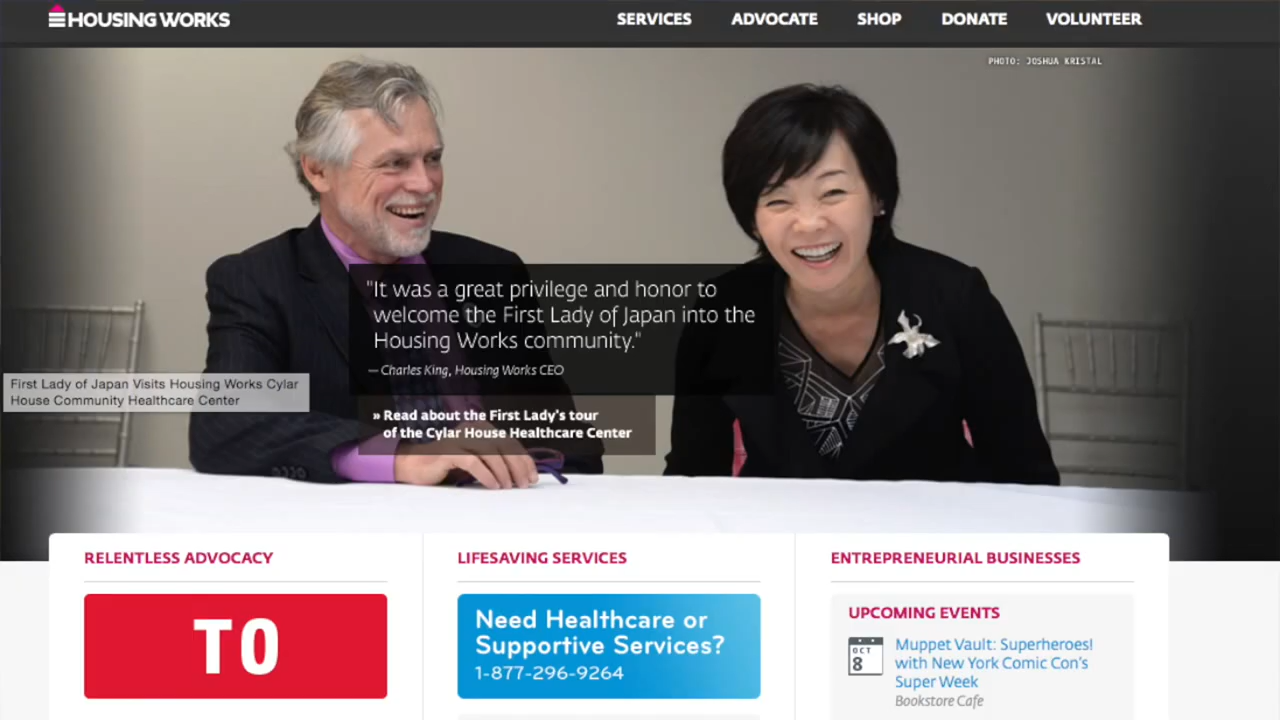 HOUSING WORKS
SERVICES ADVOCATE SHOP DONATE VOLUNTEER
PHOTO: JOSHUA KRISTAL
"It was a great privilege and honor to
welcome the First Lady of Japan into the
Housing Works community."
— Charles King, Housing Works CEO
First Lady of Japan Visits Housing Works Cylar
House Community Healthcare Center
» Read about the First Lady's tour
of the Cylar House Healthcare Center
RELENTLESS ADVOCACY
T0
LIFESAVING SERVICES
Need Healthcare or
Supportive Services?
1-877-296-9264
ENTREPRENEURIAL BUSINESSES
UPCOMING EVENTS
OCT
8
Muppet Vault: Superheroes!
with New York Comic Con's
Super Week
Bookstore Cafe